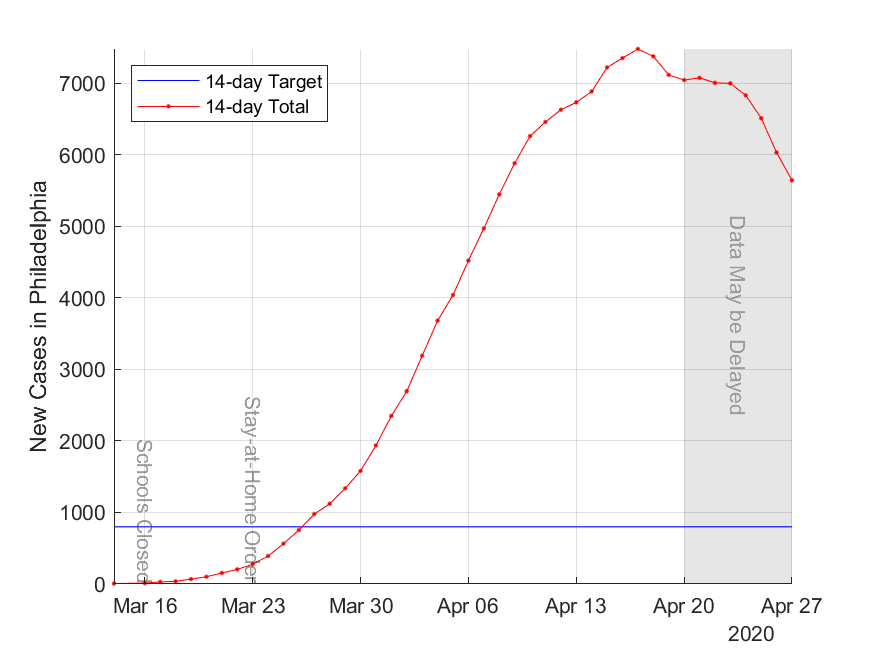 14-day Target
14-day Total
New Cases in Philadelphia
7000
6000
5000
4000
3000
2000
1000
0
Schools Closed
Stay-at-Home Order
Data May be Delayed
Mar 16
Mar 23
Mar 30
Apr 06
Apr 13
Apr 20
Apr 27
2020